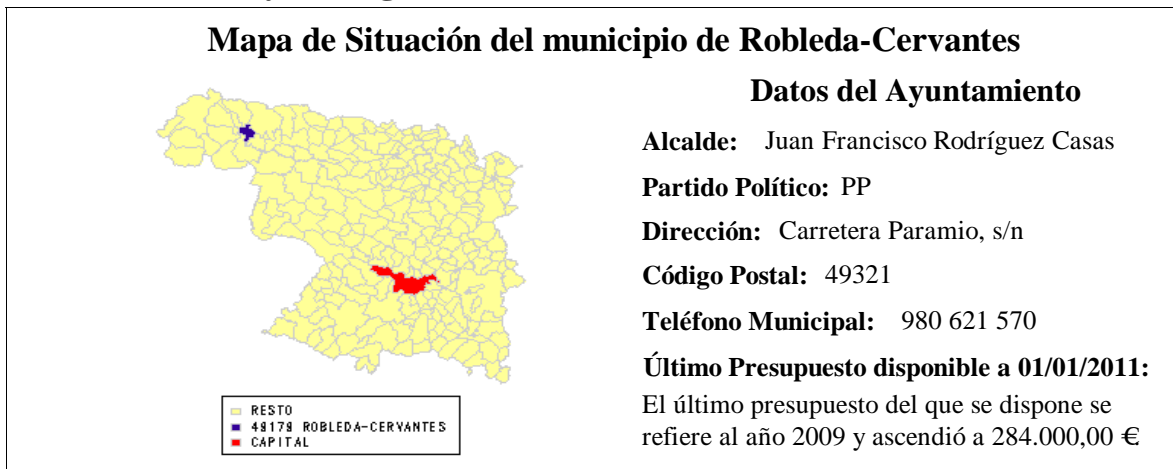 Mapa de Situación del municipio de Robleda-Cervantes
Datos del Ayuntamiento
Alcalde: Juan Francisco Rodríguez Casas
Partido Político: PP
Dirección: Carretera Paramio, s/n
Código Postal: 49321
Teléfono Municipal: 980 621 570
Último Presupuesto disponible a 01/01/2011:
El último presupuesto del que se dispone se
refiere al año 2009 y ascendió a 284.000,00 €
RESTO
49179 ROBLEDA-CERVANTES
CAPITAL